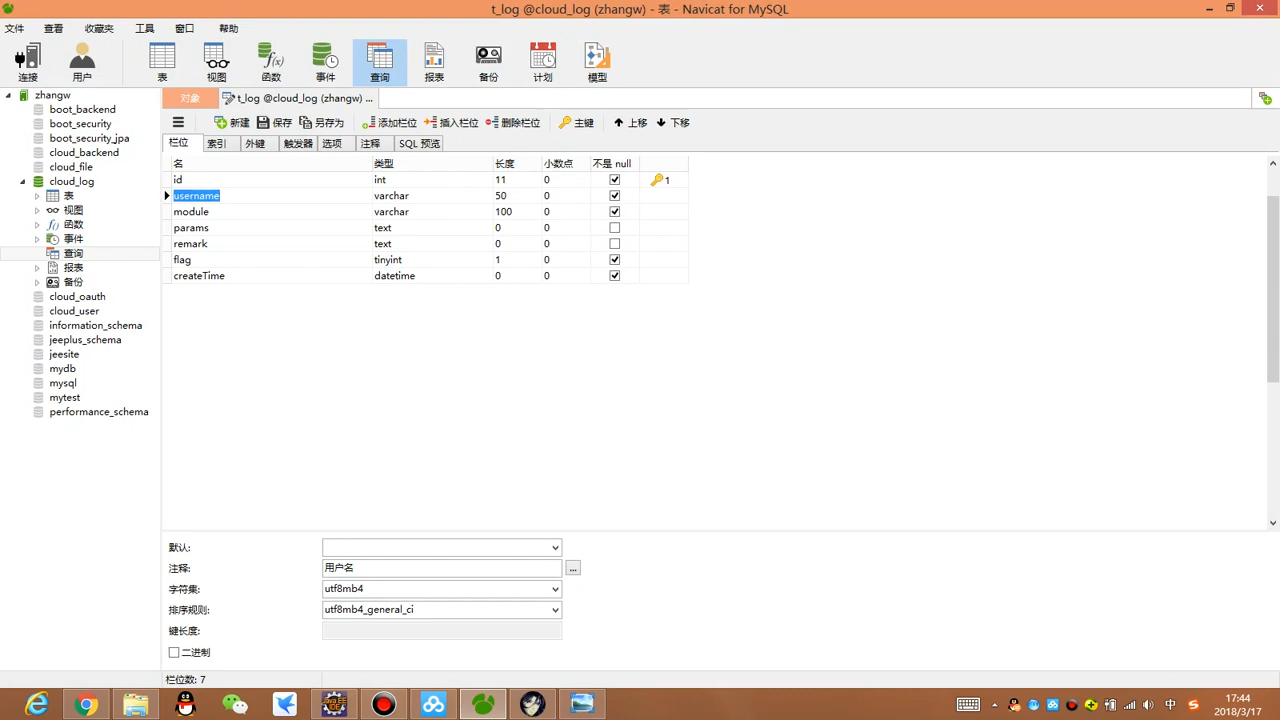 t_log @cloud_log (zhangw) - 表 - Navicat for MySQL
文件 查看 收藏夹 工具 窗口 帮助
连接 用户 表 视图 函数 事件 查询 报表 备份 计划 模型
对象 t_log @cloud_log (zhangw) ...
新建 保存 另存为 添加栏位 插入栏位 删除栏位 主键 上移 下移
栏位 索引 外键 触发器 选项 注释 SQL 预览
名 类型 长度 小数点 不是 null
id int 11 0 1
username varchar 50 0
module varchar 100 0
params text 0 0
remark text 0 0
flag tinyint 1 0
createTime datetime 0 0
zhangw
boot_backend
boot_security
boot_security_jpa
cloud_backend
cloud_file
cloud_log
表
视图
函数
事件
查询
报表
备份
cloud_oauth
cloud_user
information_schema
jeeplus_schema
jeesite
mydb
mysql
mytest
performance_schema
默认:
注释: 用户名 ...
字符集: utf8mb4
排序规则: utf8mb4_general_ci
键长度:
二进制
栏位数: 7
中
17:44
2018/3/17